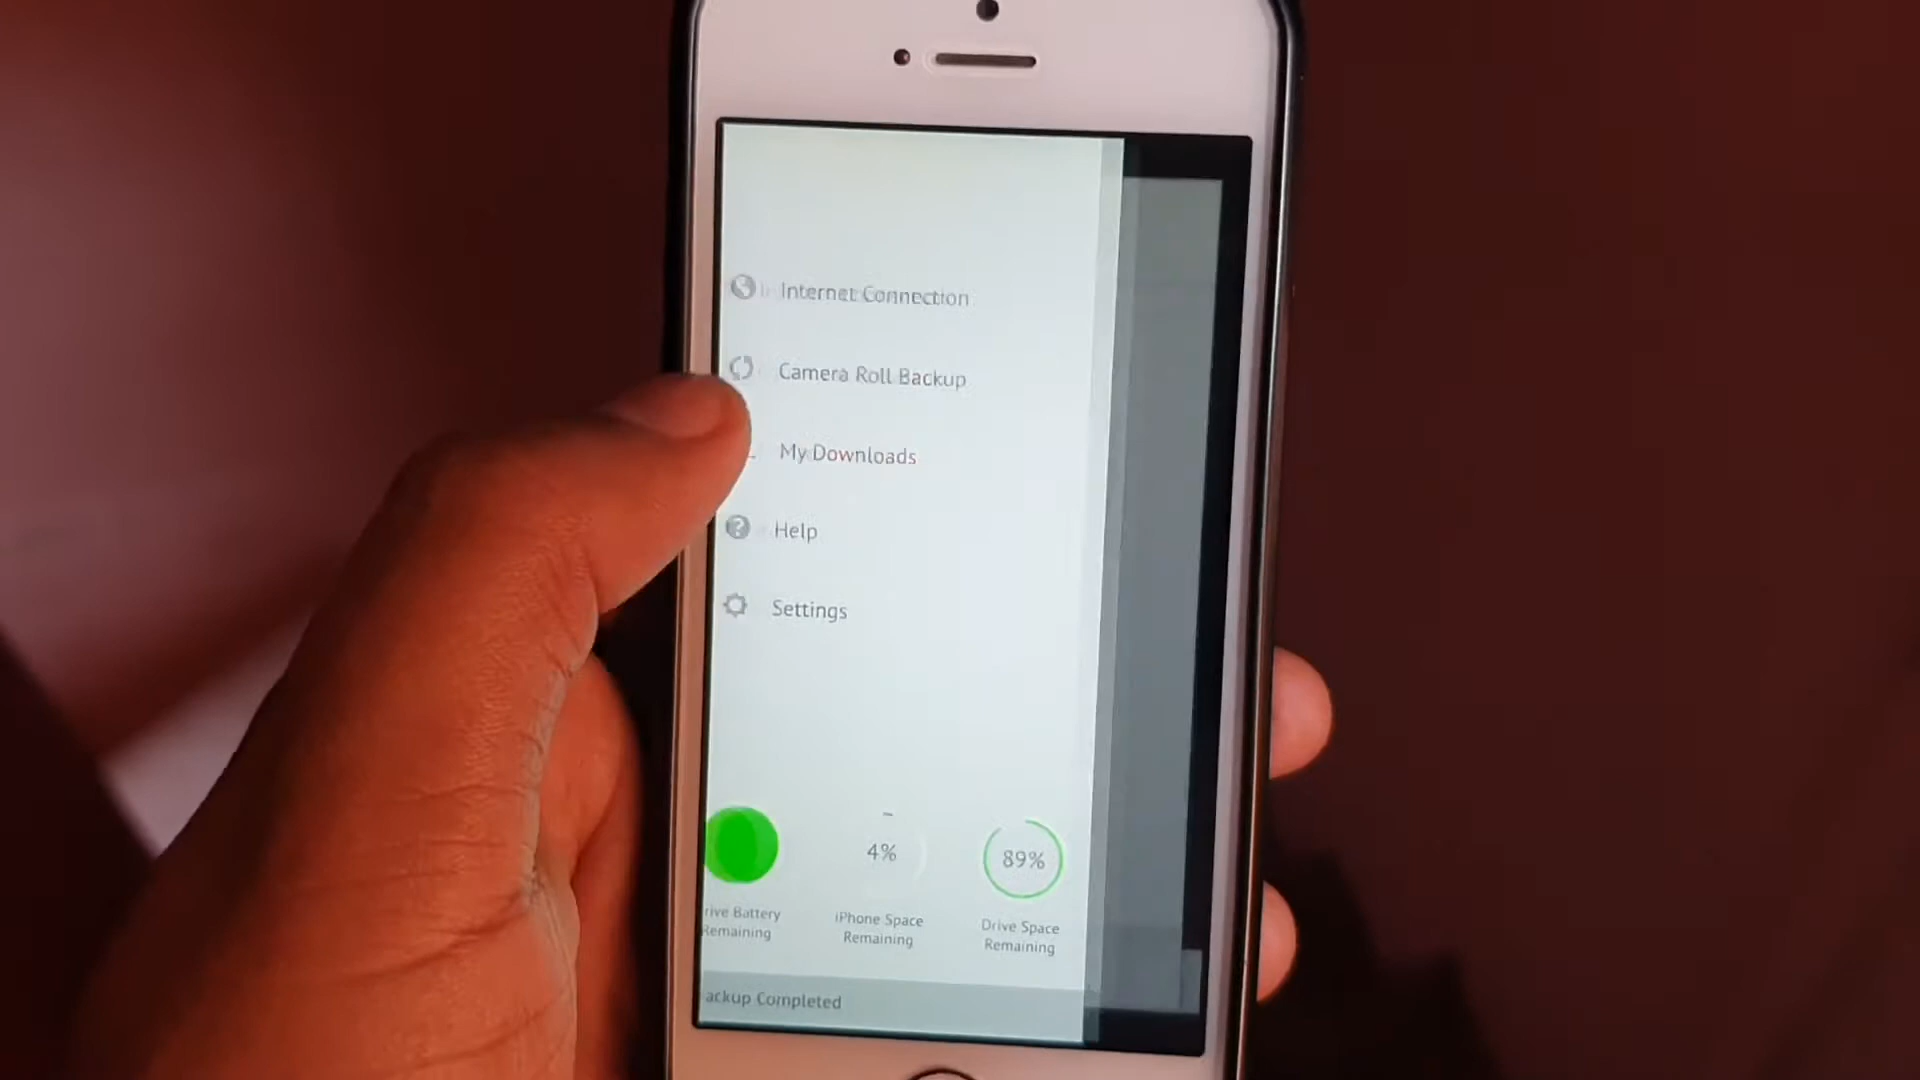 Internet Connection
Camera Roll Backup
My Downloads
Help
Settings
4%
89%
rive Battery
Remaining
iPhone Space
Remaining
Drive Space
Remaining
ackup Completed